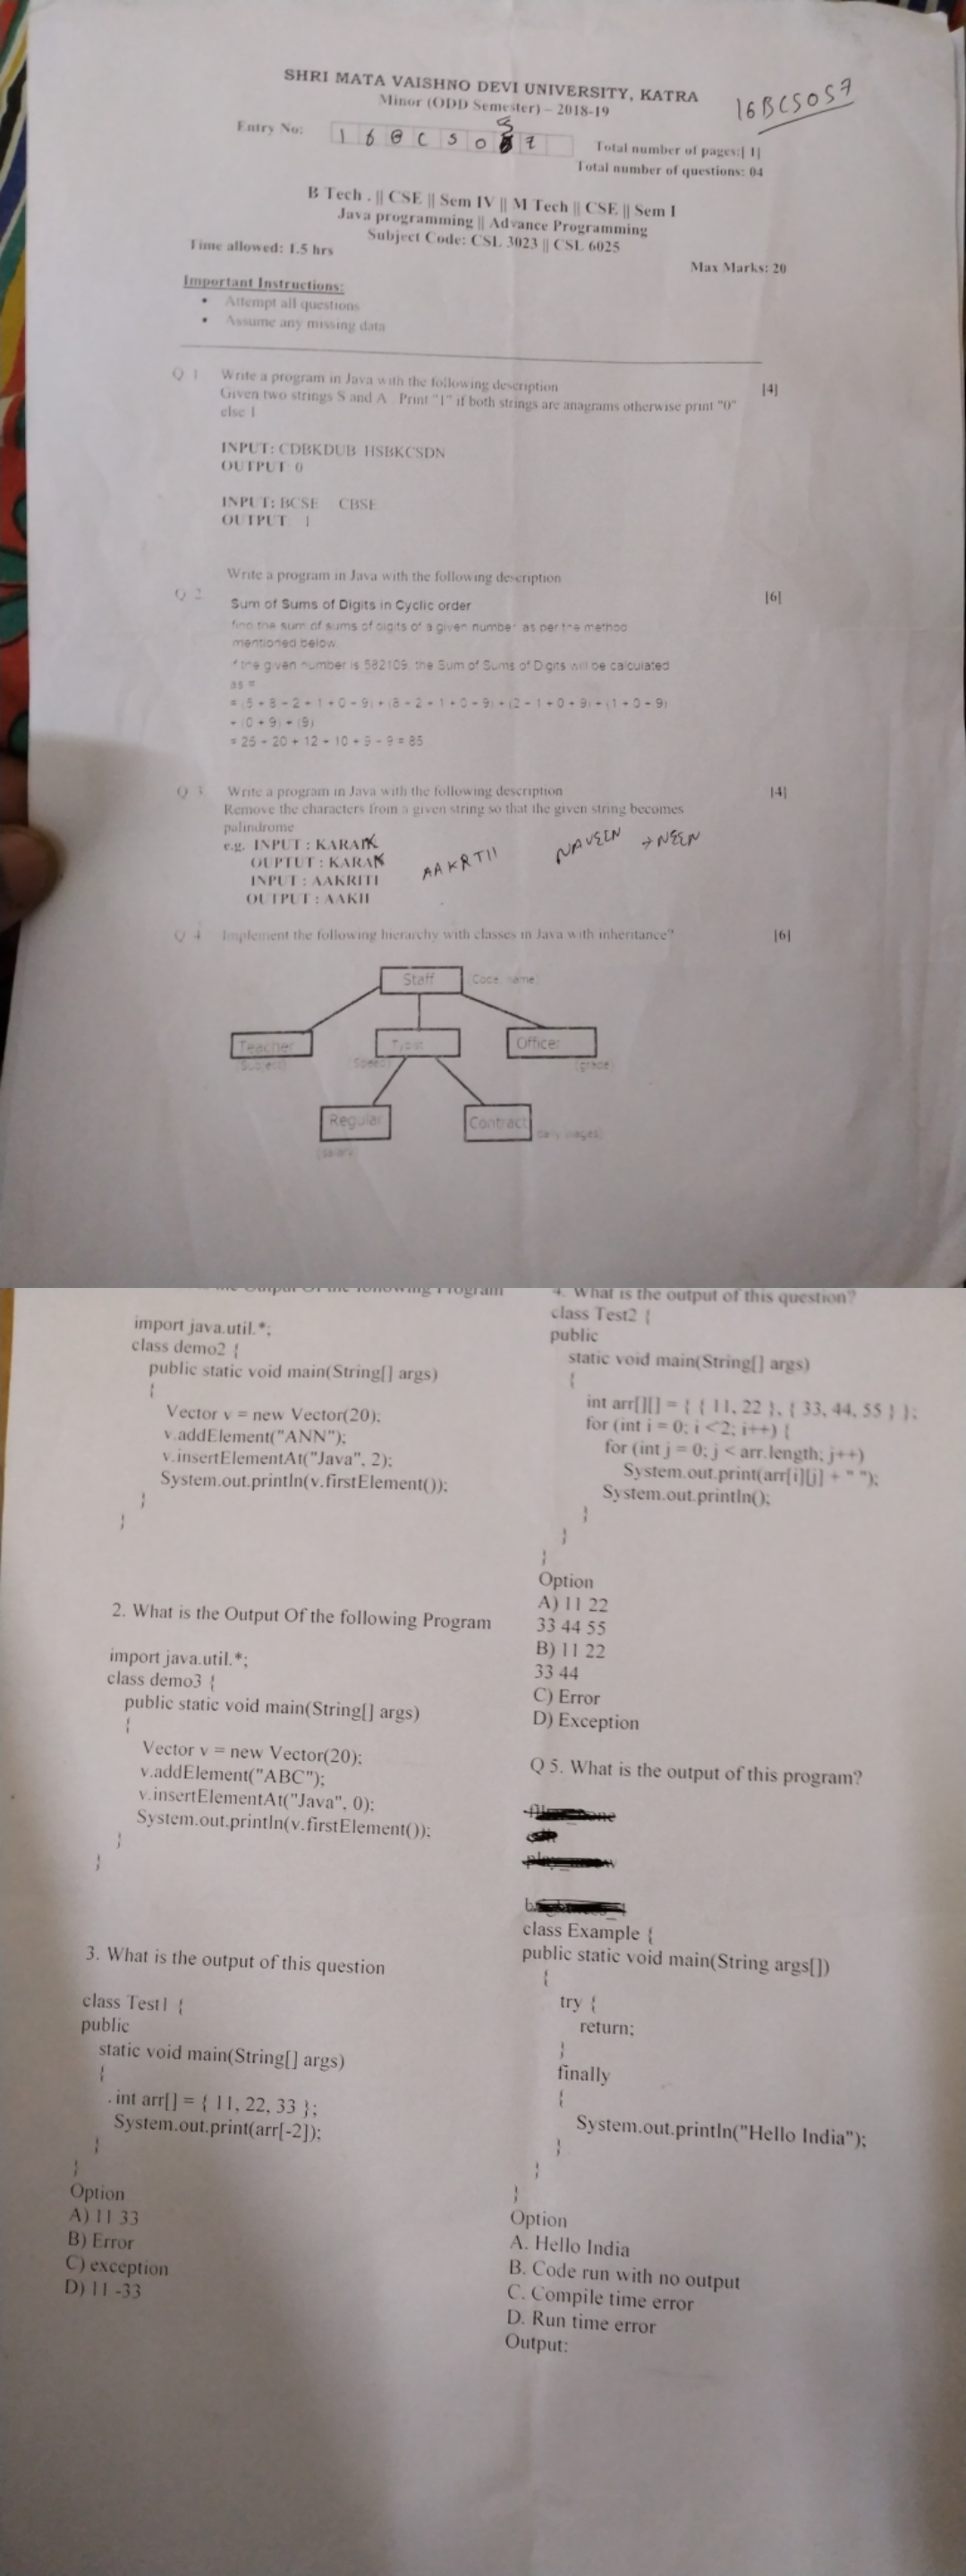 SHRI MATA VAISHNO DEVI UNIVERSITY, KATRA
Minor (ODD Semester) – 2018-19
16BCS057
Entry No: 16BCS057
Total number of pages:[ 1]
Total number of questions: 04
B Tech . || CSE || Sem IV || M Tech || CSE || Sem I
Java programming || Advance Programming
Subject Code: CSL 3023 || CSL 6025
Time allowed: 1.5 hrs
Max Marks: 20
Important Instructions:
• Attempt all questions
• Assume any missing data
Q 1 Write a program in Java with the following description [4]
Given two strings S and A . Print "1" if both strings are anagrams otherwise print "0"
else 1
INPUT: CDBKDUB HSBKCSDN
OUTPUT 0
INPUT: BCSE CBSE
OUTPUT 1
Write a program in Java with the following description
Q 2 [6]
Sum of Sums of Digits in Cyclic order
find the sum of sums of digits of a given number as per the method
mentioned below
If the given number is 582109, the Sum of Sums of Digits will be calculated
as =
= (5 + 8 + 2 + 1 + 0 + 9) + (8 + 2 + 1 + 0 + 9) + (2 + 1 + 0 + 9) + (1 + 0 + 9)
+ (0 + 9) + (9)
= 25 + 20 + 12 + 10 + 9 + 9 = 85
Q 3 Write a program in Java with the following description [4]
Remove the characters from a given string so that the given string becomes
palindrome
e.g. INPUT : KARAK
OUPTUT : KARAK
INPUT : AAKRITI
OUTPUT : AAKII
AAKRTII
NAVEEN → NEEN
Q 4 Implement the following hierarchy with classes in Java with inheritance? [6]
Staff (Code, name)
Teacher Typist Officer
(Subject) Speed) (grade)
Regular Contract daily wages)
(salary)
the Output Of the following Program
import java.util.*;
class demo2 {
public static void main(String[] args)
{
Vector v = new Vector(20);
v.addElement("ANN");
v.insertElementAt("Java", 2);
System.out.println(v.firstElement());
}
}
2. What is the Output Of the following Program
import java.util.*;
class demo3 {
public static void main(String[] args)
{
Vector v = new Vector(20);
v.addElement("ABC");
v.insertElementAt("Java", 0);
System.out.println(v.firstElement());
}
}
3. What is the output of this question
class Test1 {
public
static void main(String[] args)
{
int arr[] = { 11, 22, 33 };
System.out.print(arr[-2]);
}
}
Option
A) 11 33
B) Error
C) exception
D) 11 -33
4. What is the output of this question?
class Test2 {
public
static void main(String[] args)
{
int arr[][] = { { 11, 22 }, { 33, 44, 55 } };
for (int i = 0; i < 2; i++) {
for (int j = 0; j < arr.length; j++)
System.out.print(arr[i][j] + " ");
System.out.println();
}
}
}
Option
A) 11 22
33 44 55
B) 11 22
33 44
C) Error
D) Exception
Q 5. What is the output of this program?
class Example {
public static void main(String args[])
{
try {
return;
}
finally
{
System.out.println("Hello India");
}
}
}
Option
A. Hello India
B. Code run with no output
C. Compile time error
D. Run time error
Output: